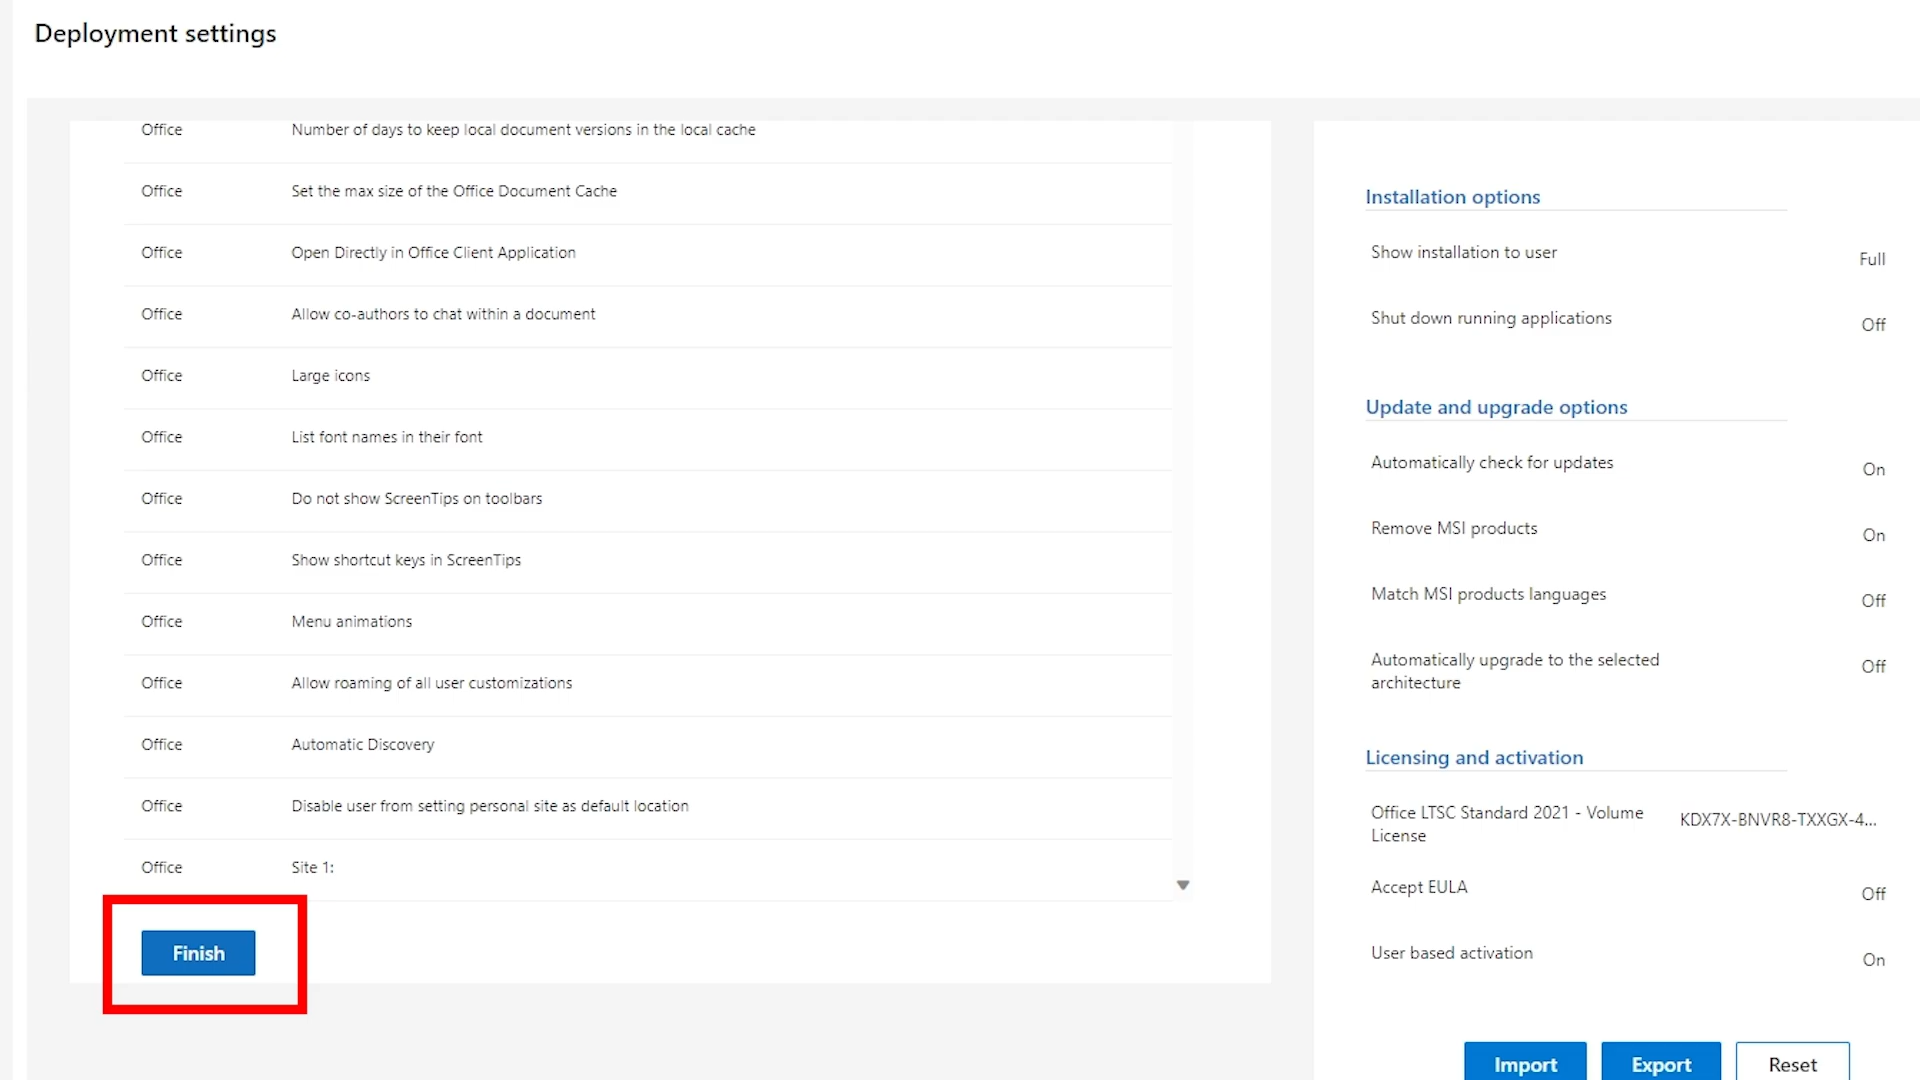 Deployment settings
Office Number of days to keep local document versions in the local cache
Office Set the max size of the Office Document Cache
Office Open Directly in Office Client Application
Office Allow co-authors to chat within a document
Office Large icons
Office List font names in their font
Office Do not show ScreenTips on toolbars
Office Show shortcut keys in ScreenTips
Office Menu animations
Office Allow roaming of all user customizations
Office Automatic Discovery
Office Disable user from setting personal site as default location
Office Site 1:
Finish
Installation options
Show installation to user Full
Shut down running applications Off
Update and upgrade options
Automatically check for updates On
Remove MSI products On
Match MSI products languages Off
Automatically upgrade to the selected Off
architecture
Licensing and activation
Office LTSC Standard 2021 - Volume KDX7X-BNVR8-TXXGX-4...
License
Accept EULA Off
User based activation On
Import Export Reset